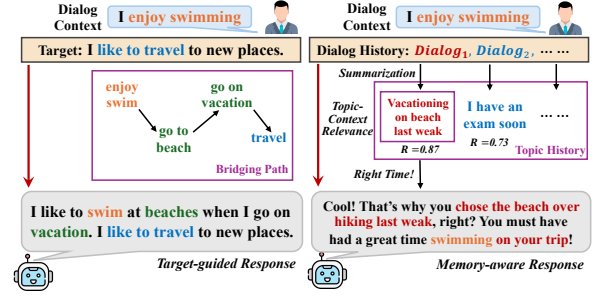 Dialog
Context
I enjoy swimming
Target: I like to travel to new places.
enjoy
swim
go on
vacation
go to
beach
travel
Bridging Path
I like to swim at beaches when I go on
vacation. I like to travel to new places.
Target-guided Response
Dialog
Context
I enjoy swimming
Dialog History: Dialog1, Dialog2, ... ...
Summarization
Topic-
Context
Relevance
Vacationing
on beach
last weak
R =0.87
I have an
exam soon
R =0.73
... ...
Topic History
Right Time!
Cool! That's why you chose the beach over
hiking last weak, right? You must have
had a great time swimming on your trip!
Memory-aware Response